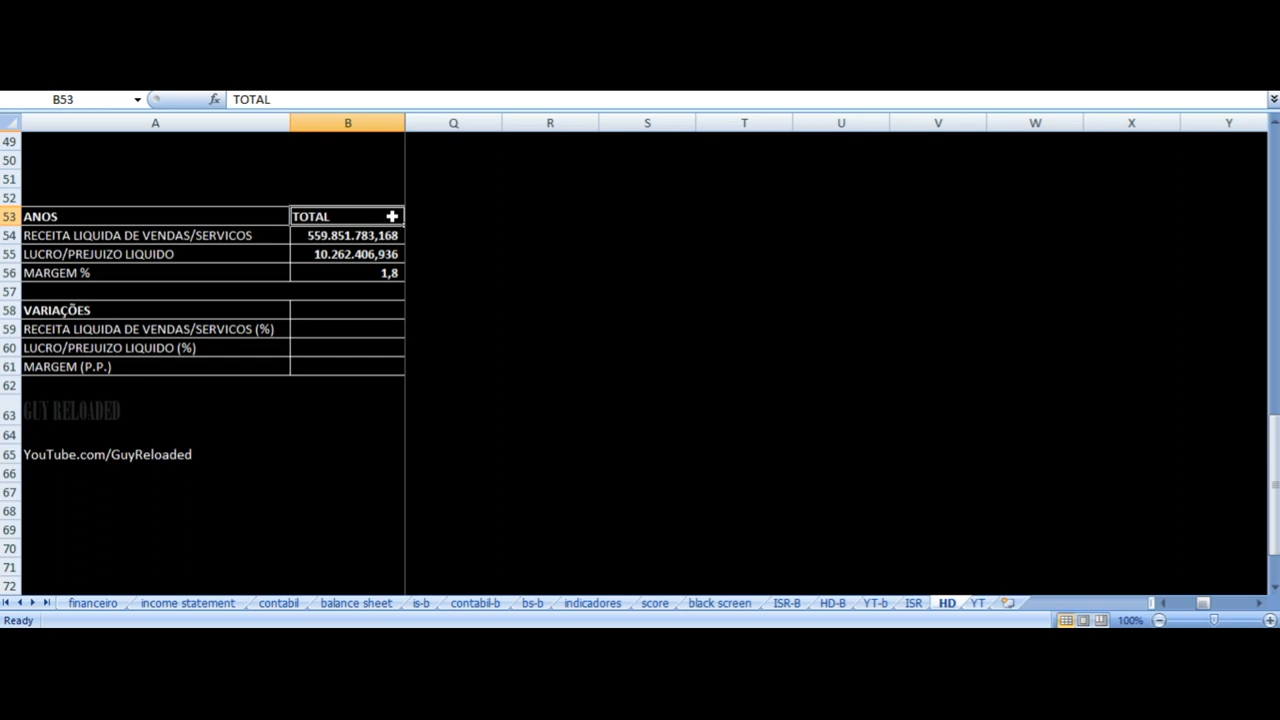 B53 fx TOTAL
A B Q R S T U V W X Y
49
50
51
52
53 ANOS TOTAL
54 RECEITA LIQUIDA DE VENDAS/SERVICOS 559.851.783,168
55 LUCRO/PREJUIZO LIQUIDO 10.262.406,936
56 MARGEM % 1,8
57
58 VARIAÇÕES
59 RECEITA LIQUIDA DE VENDAS/SERVICOS (%)
60 LUCRO/PREJUIZO LIQUIDO (%)
61 MARGEM (P.P.)
62
63 GUY RELOADED
64
65 YouTube.com/GuyReloaded
66
67
68
69
70
71
72
financeiro income statement contabil balance sheet is-b contabil-b bs-b indicadores score black screen ISR-B HD-B YT-b ISR HD YT
Ready 100%